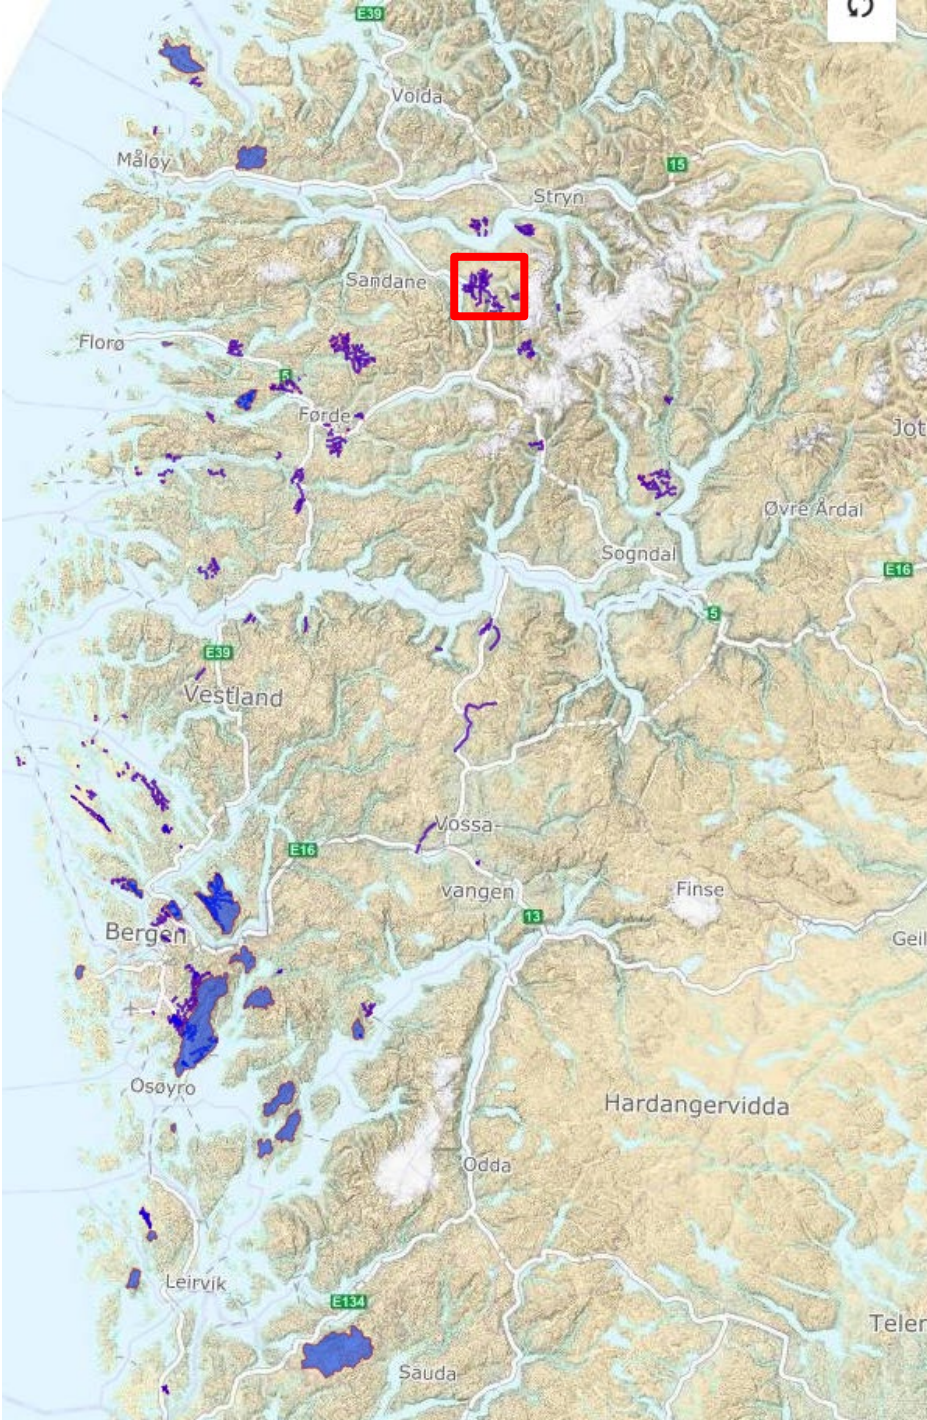 E39
Volda
Måløy
15
Stryn
Sandane
Florø
5
Førde
Jot
Øvre Årdal
Sogndal
E16
5
E39
Vestland
Vossa-
E16
vangen
Finse
13
Bergen
Geil
Osøyro
Hardangervidda
Odda
Leirvik
E134
Teler
Sauda